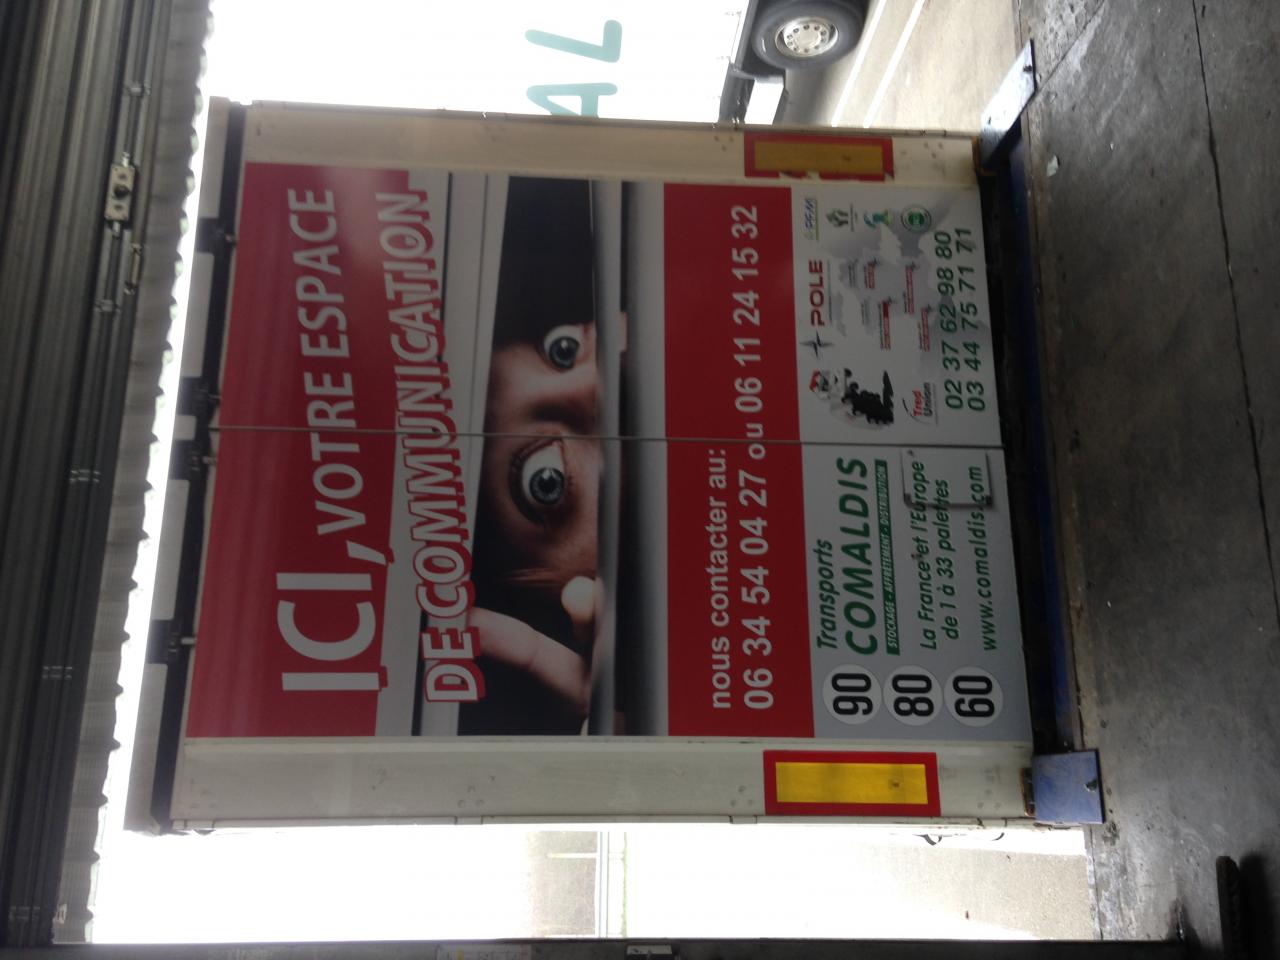 AL
ICI, VOTRE ESPACE
DE COMMUNICATION
nous contacter au:
06 34 54 04 27 ou 06 11 24 15 32
90
80
60
Transports
COMALDIS
STOCKAGE - AFFRÈTEMENT - DISTRIBUTION
La France et l'Europe
de 1 à 33 palettes
www.comaldis.com
POLE
Tred
Union
02 37 62 98 80
03 44 75 71 71